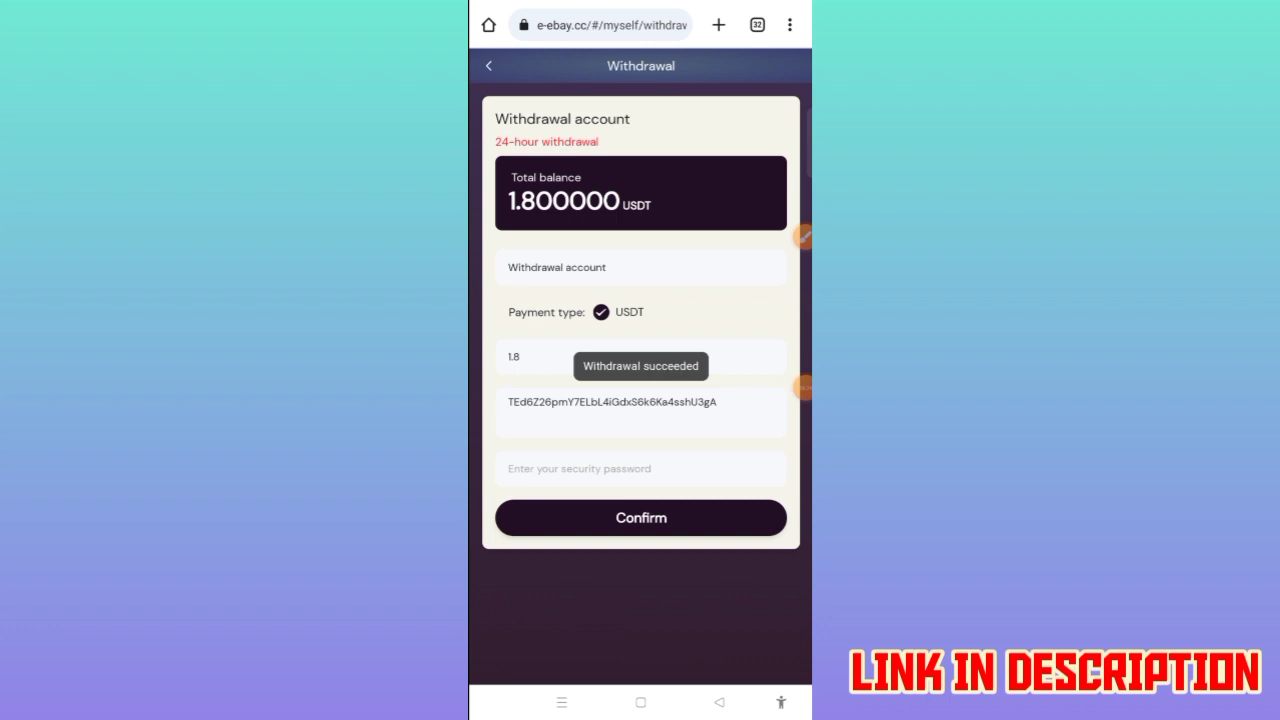 e-ebay.cc/#/myself/withdraw
32
Withdrawal
Withdrawal account
24-hour withdrawal
Total balance
1.800000 USDT
Withdrawal account
Payment type: USDT
1.8
Withdrawal succeeded
TEd6Z26pmY7ELbL4iGdxS6k6Ka4sshU3gA
Enter your security password
Confirm
LINK IN DESCRIPTION